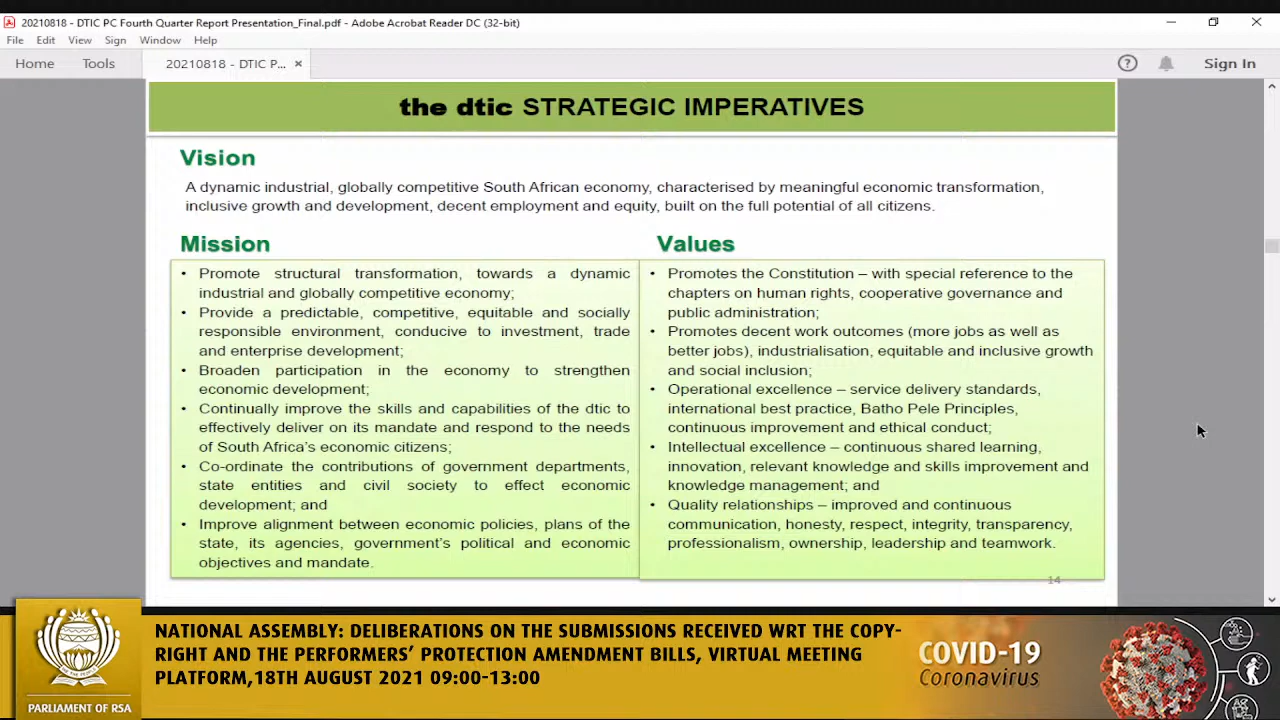 20210818 - DTIC PC Fourth Quarter Report Presentation_Final.pdf - Adobe Acrobat Reader DC (32-bit)
File Edit View Sign Window Help
Home Tools 20210818 - DTIC P... × Sign In
the dtic STRATEGIC IMPERATIVES
Vision
A dynamic industrial, globally competitive South African economy, characterised by meaningful economic transformation,
inclusive growth and development, decent employment and equity, built on the full potential of all citizens.
Mission
• Promote structural transformation, towards a dynamic
industrial and globally competitive economy;
• Provide a predictable, competitive, equitable and socially
responsible environment, conducive to investment, trade
and enterprise development;
• Broaden participation in the economy to strengthen
economic development;
• Continually improve the skills and capabilities of the dtic to
effectively deliver on its mandate and respond to the needs
of South Africa's economic citizens;
• Co-ordinate the contributions of government departments,
state entities and civil society to effect economic
development; and
• Improve alignment between economic policies, plans of the
state, its agencies, government's political and economic
objectives and mandate.
Values
• Promotes the Constitution – with special reference to the
chapters on human rights, cooperative governance and
public administration;
• Promotes decent work outcomes (more jobs as well as
better jobs), industrialisation, equitable and inclusive growth
and social inclusion;
• Operational excellence – service delivery standards,
international best practice, Batho Pele Principles,
continuous improvement and ethical conduct;
• Intellectual excellence – continuous shared learning,
innovation, relevant knowledge and skills improvement and
knowledge management; and
• Quality relationships – improved and continuous
communication, honesty, respect, integrity, transparency,
professionalism, ownership, leadership and teamwork.
14
NATIONAL ASSEMBLY: DELIBERATIONS ON THE SUBMISSIONS RECEIVED WRT THE COPY-
RIGHT AND THE PERFORMERS' PROTECTION AMENDMENT BILLS, VIRTUAL MEETING
PLATFORM,18TH AUGUST 2021 09:00-13:00
PARLIAMENT OF RSA
COVID-19
Coronavirus